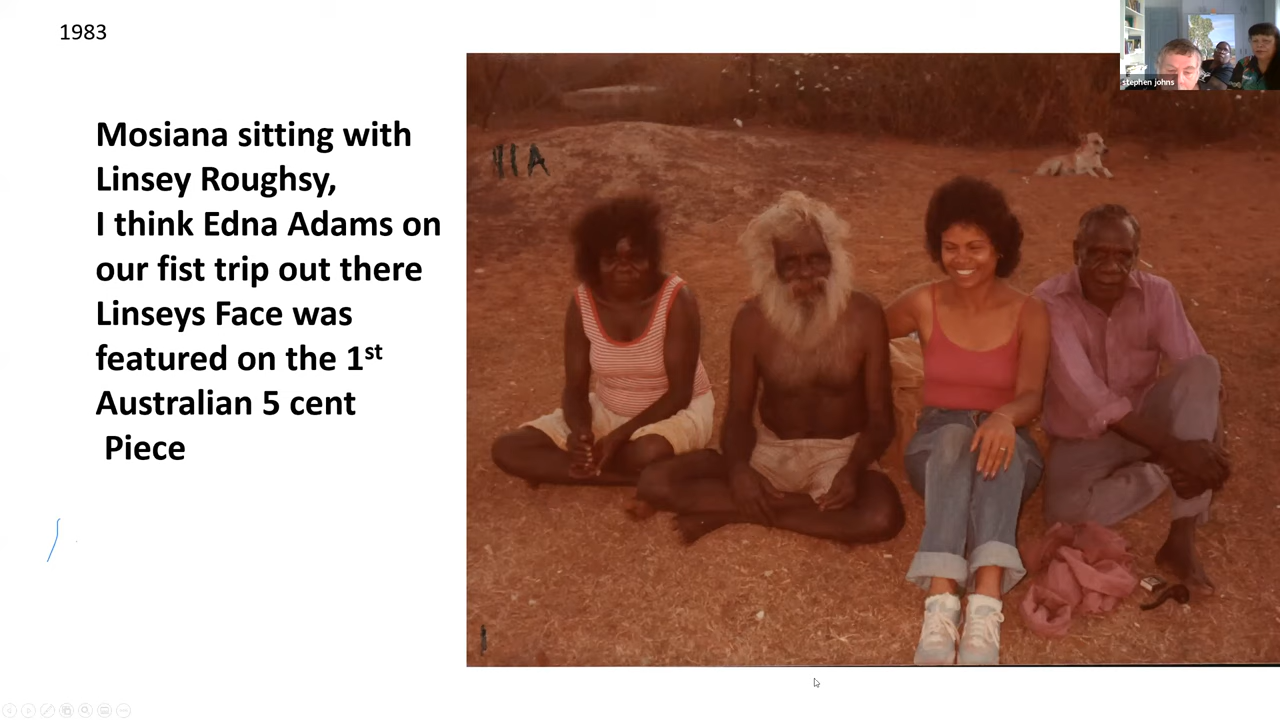 1983
stephen johns
Mosiana sitting with
Linsey Roughsy,
I think Edna Adams on
our fist trip out there
Linseys Face was
featured on the 1st
Australian 5 cent
Piece